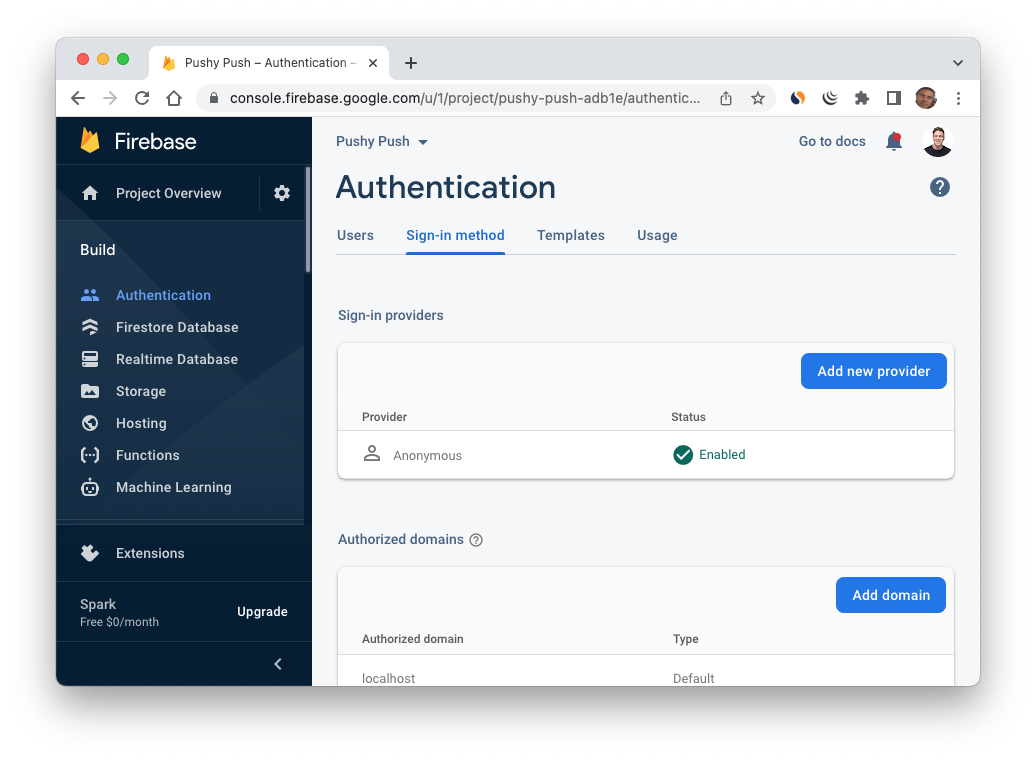 Pushy Push – Authentication –
console.firebase.google.com/u/1/project/pushy-push-adb1e/authentic...
Firebase
Project Overview
Build
Authentication
Firestore Database
Realtime Database
Storage
Hosting
Functions
Machine Learning
Extensions
Spark
Free $0/month
Upgrade
Pushy Push
Go to docs
Authentication
Users Sign-in method Templates Usage
Sign-in providers
Add new provider
Provider Status
Anonymous Enabled
Authorized domains
Add domain
Authorized domain Type
localhost Default